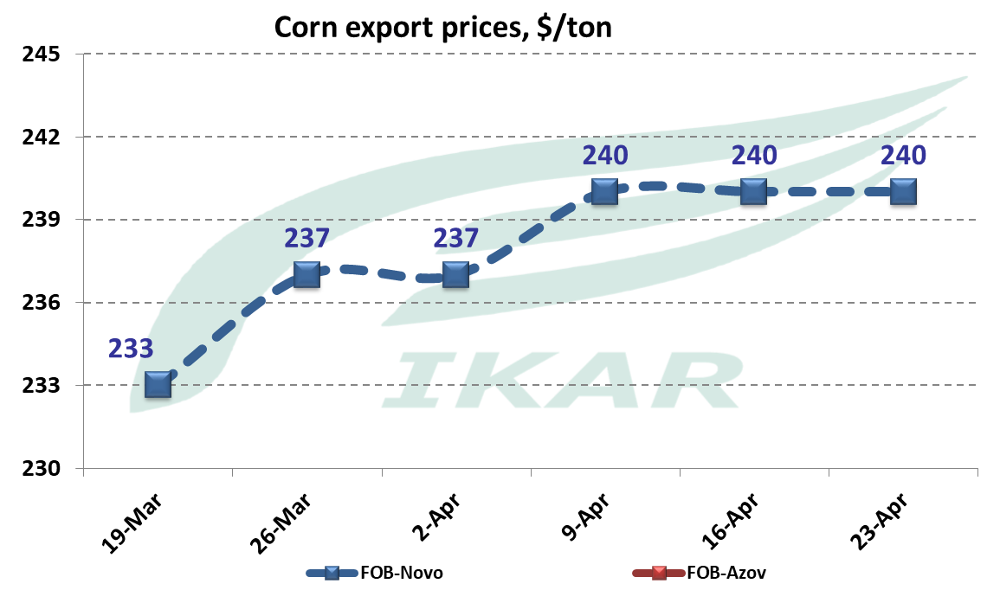 Corn export prices, $/ton
245
242
239
236
233
230
233
237
237
240
240
240
IKAR
19-Mar
26-Mar
2-Apr
9-Apr
16-Apr
23-Apr
FOB-Novo
FOB-Azov